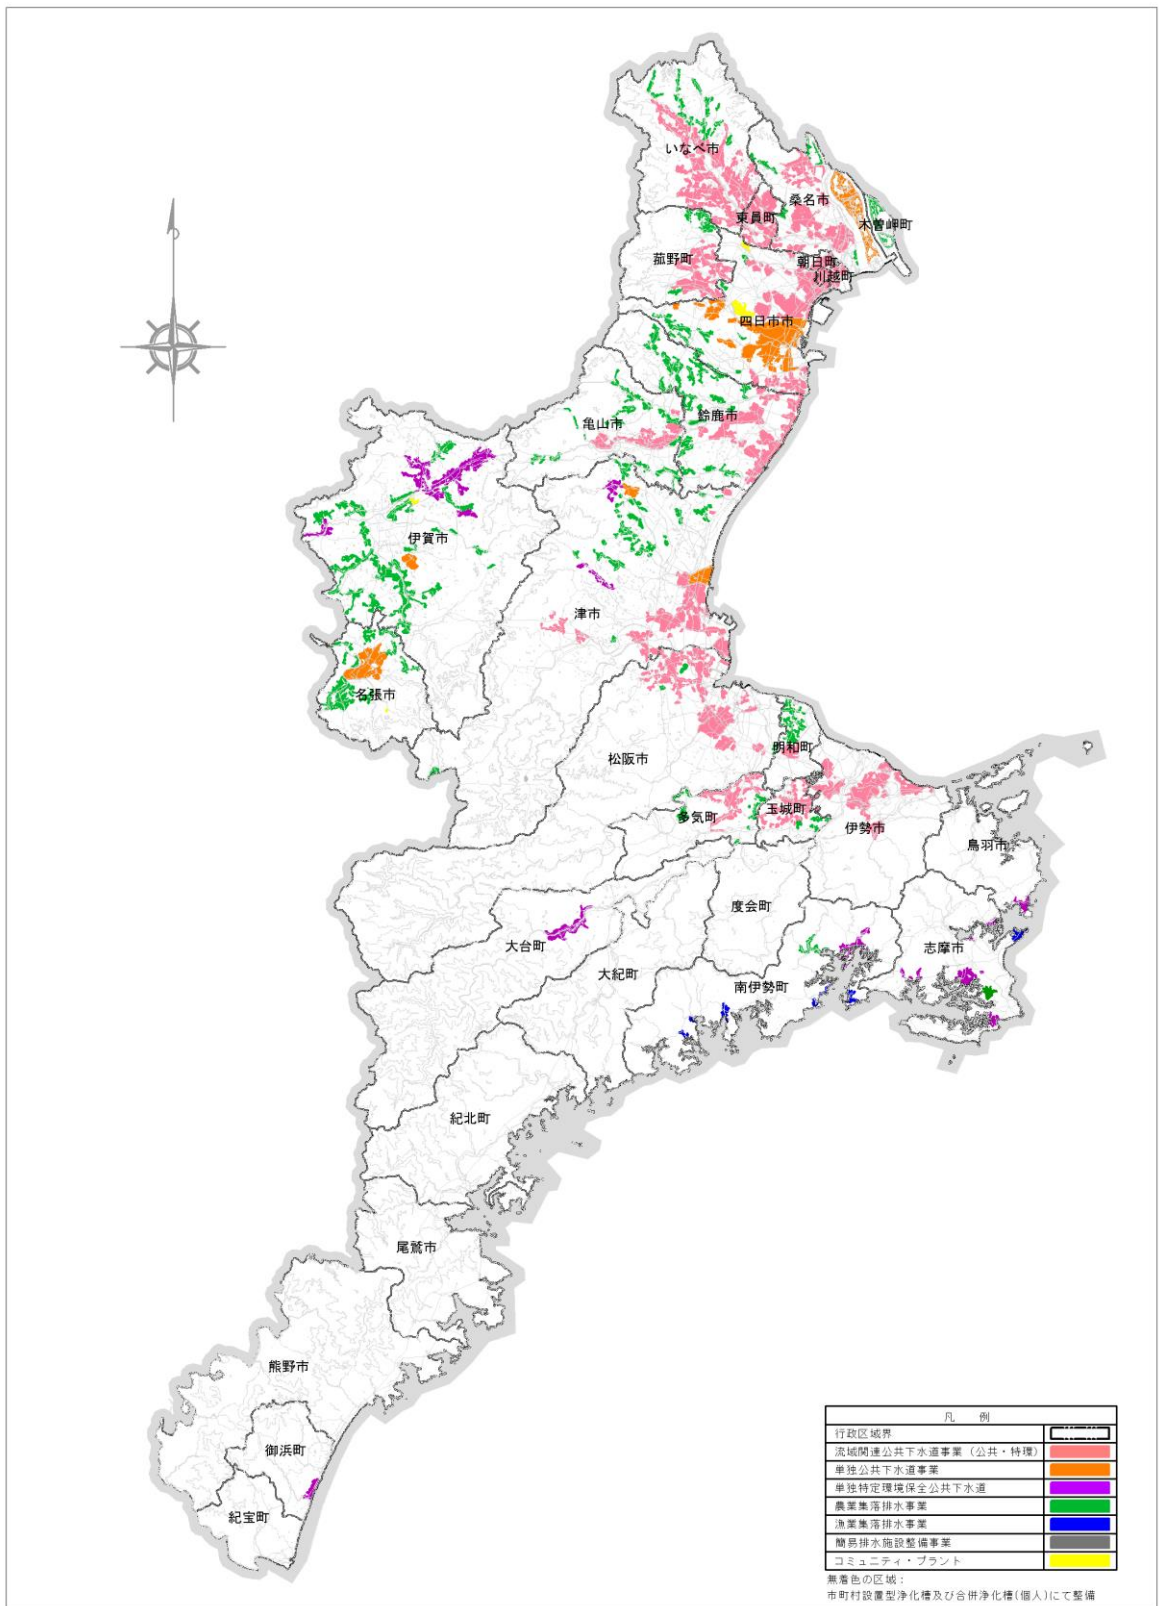 いなべ市
桑名市
東員町
木曽岬町
菰野町
朝日町
川越町
四日市市
亀山市
鈴鹿市
伊賀市
津市
名張市
松阪市
明和町
多気町
玉城町
伊勢市
鳥羽市
度会町
大台町
志摩市
大紀町
南伊勢町
紀北町
尾鷲市
熊野市
御浜町
紀宝町
凡 例
行政区域界
流域関連公共下水道事業（公共・特環）
単独公共下水道事業
単独特定環境保全公共下水道
農業集落排水事業
漁業集落排水事業
簡易排水施設整備事業
コミュニティ・プラント
無着色の区域：
市町村設置型浄化槽及び合併浄化槽(個人)にて整備